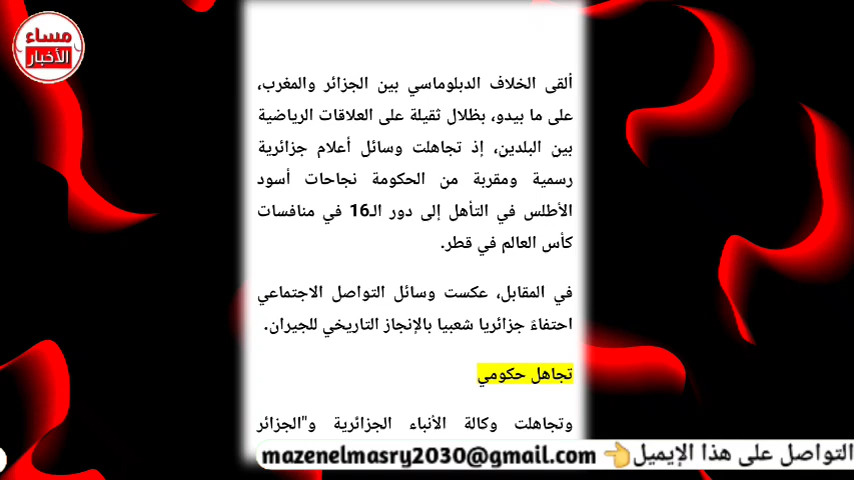 مساء
الأخبار
ألقى الخلاف الدبلوماسي بين الجزائر والمغرب،
على ما بيدو، بظلال ثقيلة على العلاقات الرياضية
بين البلدين، إذ تجاهلت وسائل أعلام جزائرية
رسمية ومقربة من الحكومة نجاحات أسود
الأطلس في التأهل إلى دور الـ16 في منافسات
كأس العالم في قطر.
في المقابل، عكست وسائل التواصل الاجتماعي
احتفاءً جزائريا شعبيا بالإنجاز التاريخي للجيران.
تجاهل حكومي
وتجاهلت وكالة الأنباء الجزائرية و"الجزائر
التواصل على هذا الإيميل👈 mazenelmasry2030@gmail.com